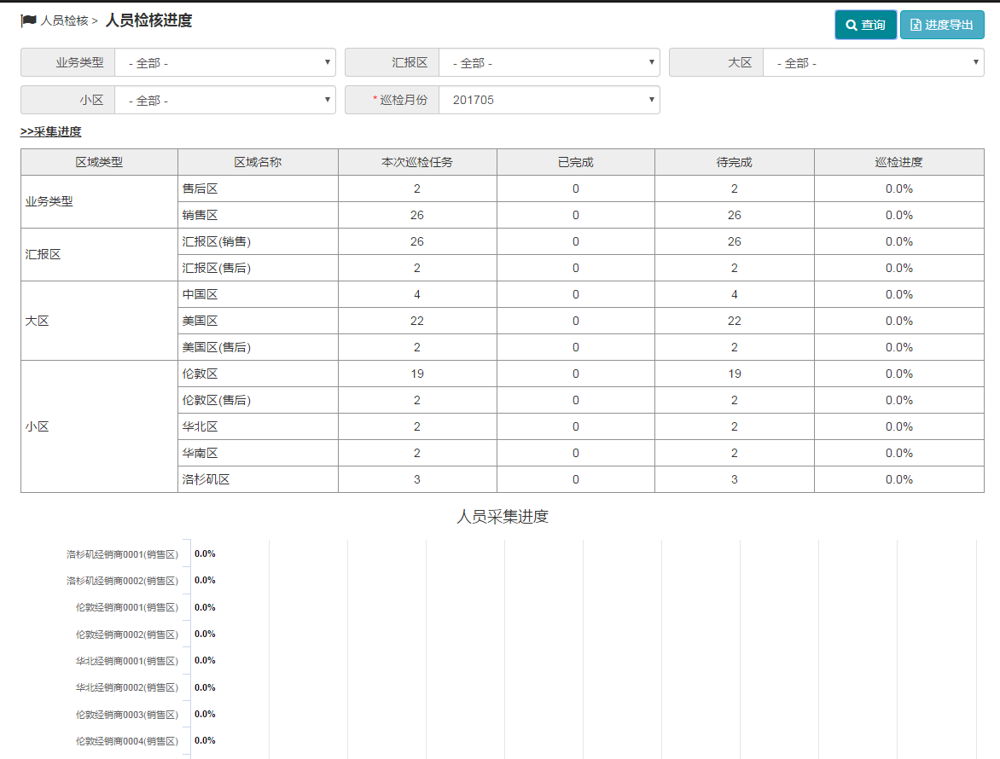 人员检核 > 人员检核进度
查询 进度导出
业务类型 - 全部 - 汇报区 - 全部 - 大区 - 全部 -
小区 - 全部 - * 巡检月份 201705
>>采集进度
区域类型 区域名称 本次巡检任务 已完成 待完成 巡检进度
业务类型 售后区 2 0 2 0.0%
销售区 26 0 26 0.0%
汇报区 汇报区(销售) 26 0 26 0.0%
汇报区(售后) 2 0 2 0.0%
大区 中国区 4 0 4 0.0%
美国区 22 0 22 0.0%
美国区(售后) 2 0 2 0.0%
小区 伦敦区 19 0 19 0.0%
伦敦区(售后) 2 0 2 0.0%
华北区 2 0 2 0.0%
华南区 2 0 2 0.0%
洛杉矶区 3 0 3 0.0%
人员采集进度
洛杉矶经销商0001(销售区) 0.0%
洛杉矶经销商0002(销售区) 0.0%
伦敦经销商0001(销售区) 0.0%
伦敦经销商0002(销售区) 0.0%
华北经销商0001(销售区) 0.0%
华北经销商0002(销售区) 0.0%
伦敦经销商0003(销售区) 0.0%
伦敦经销商0004(销售区) 0.0%